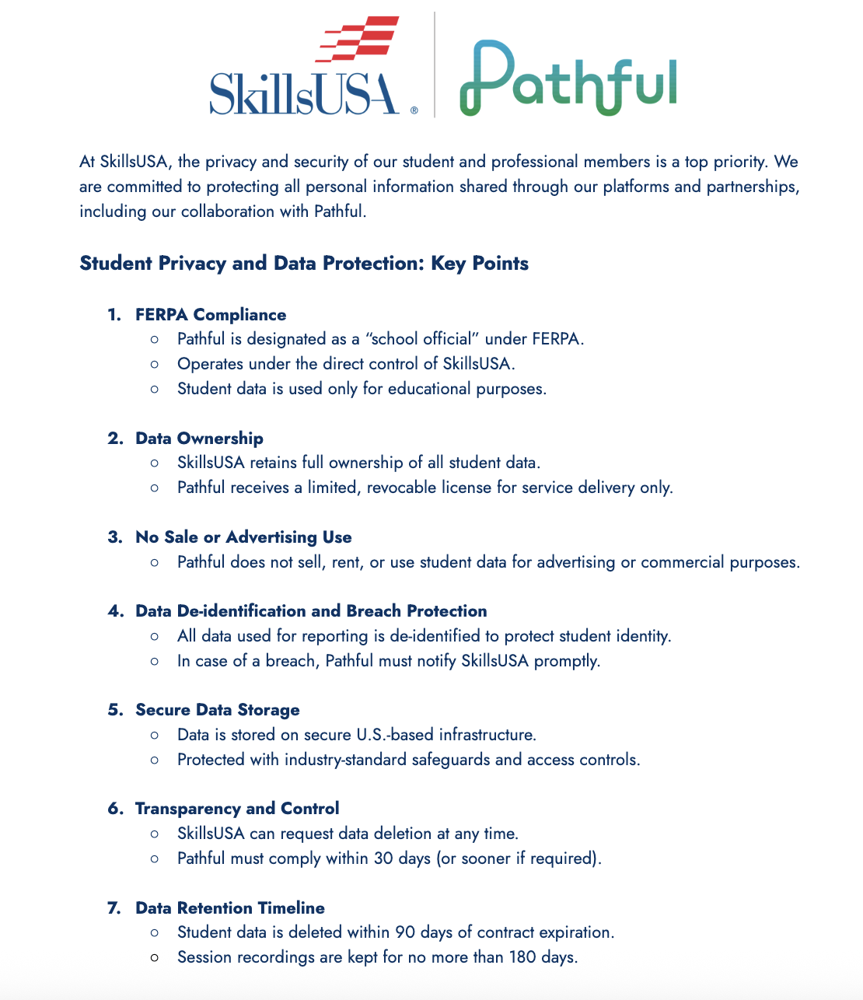 SkillsUSA®
Pathful
At SkillsUSA, the privacy and security of our student and professional members is a top priority. We
are committed to protecting all personal information shared through our platforms and partnerships,
including our collaboration with Pathful.
Student Privacy and Data Protection: Key Points
1. FERPA Compliance
○ Pathful is designated as a “school official” under FERPA.
○ Operates under the direct control of SkillsUSA.
○ Student data is used only for educational purposes.
2. Data Ownership
○ SkillsUSA retains full ownership of all student data.
○ Pathful receives a limited, revocable license for service delivery only.
3. No Sale or Advertising Use
○ Pathful does not sell, rent, or use student data for advertising or commercial purposes.
4. Data De-identification and Breach Protection
○ All data used for reporting is de-identified to protect student identity.
○ In case of a breach, Pathful must notify SkillsUSA promptly.
5. Secure Data Storage
○ Data is stored on secure U.S.-based infrastructure.
○ Protected with industry-standard safeguards and access controls.
6. Transparency and Control
○ SkillsUSA can request data deletion at any time.
○ Pathful must comply within 30 days (or sooner if required).
7. Data Retention Timeline
○ Student data is deleted within 90 days of contract expiration.
○ Session recordings are kept for no more than 180 days.